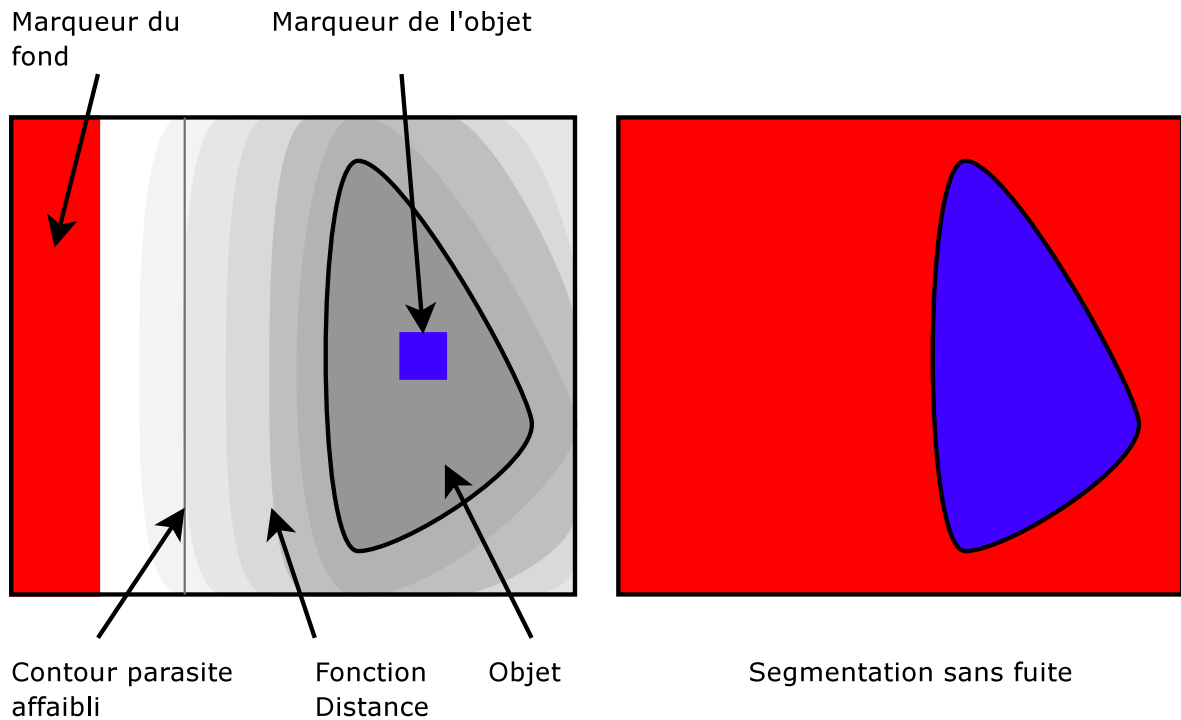 Marqueur du
fond
Marqueur de l'objet
Contour parasite
affaibli
Fonction
Distance
Objet
Segmentation sans fuite